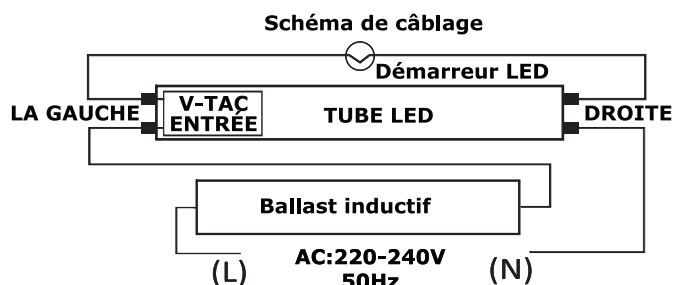 Schéma de câblage
Démarreur LED
LA GAUCHE
V-TAC
ENTRÉE
TUBE LED
DROITE
Ballast inductif
(L)
AC:220-240V
50Hz
(N)